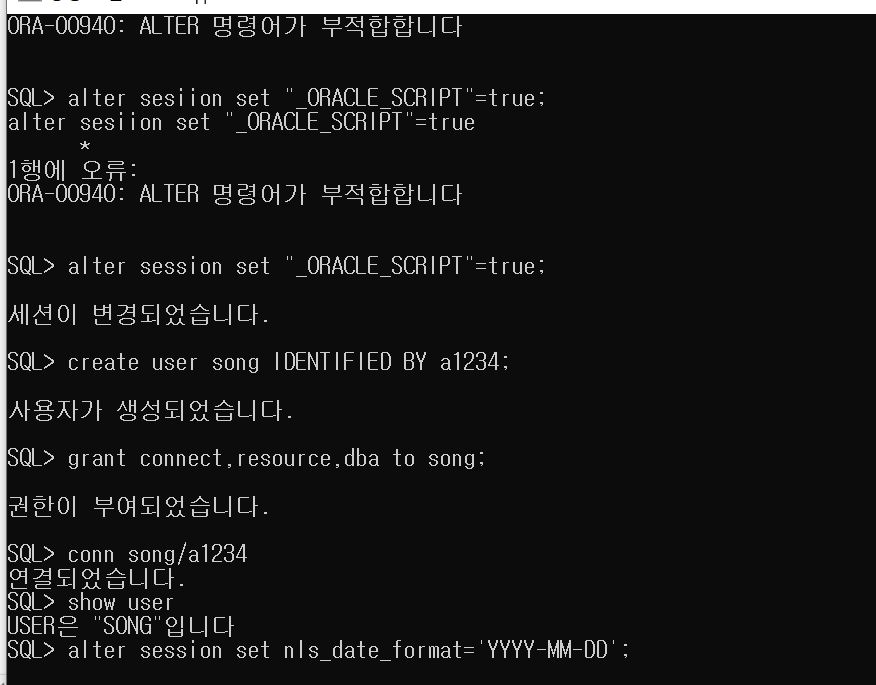 ORA-00940: ALTER 명령어가 부적합합니다
SQL> alter sesiion set "_ORACLE_SCRIPT"=true;
alter sesiion set "_ORACLE_SCRIPT"=true
*
1행에 오류:
ORA-00940: ALTER 명령어가 부적합합니다
SQL> alter session set "_ORACLE_SCRIPT"=true;
세션이 변경되었습니다.
SQL> create user song IDENTIFIED BY a1234;
사용자가 생성되었습니다.
SQL> grant connect,resource,dba to song;
권한이 부여되었습니다.
SQL> conn song/a1234
연결되었습니다.
SQL> show user
USER은 "SONG"입니다
SQL> alter session set nls_date_format='YYYY-MM-DD';